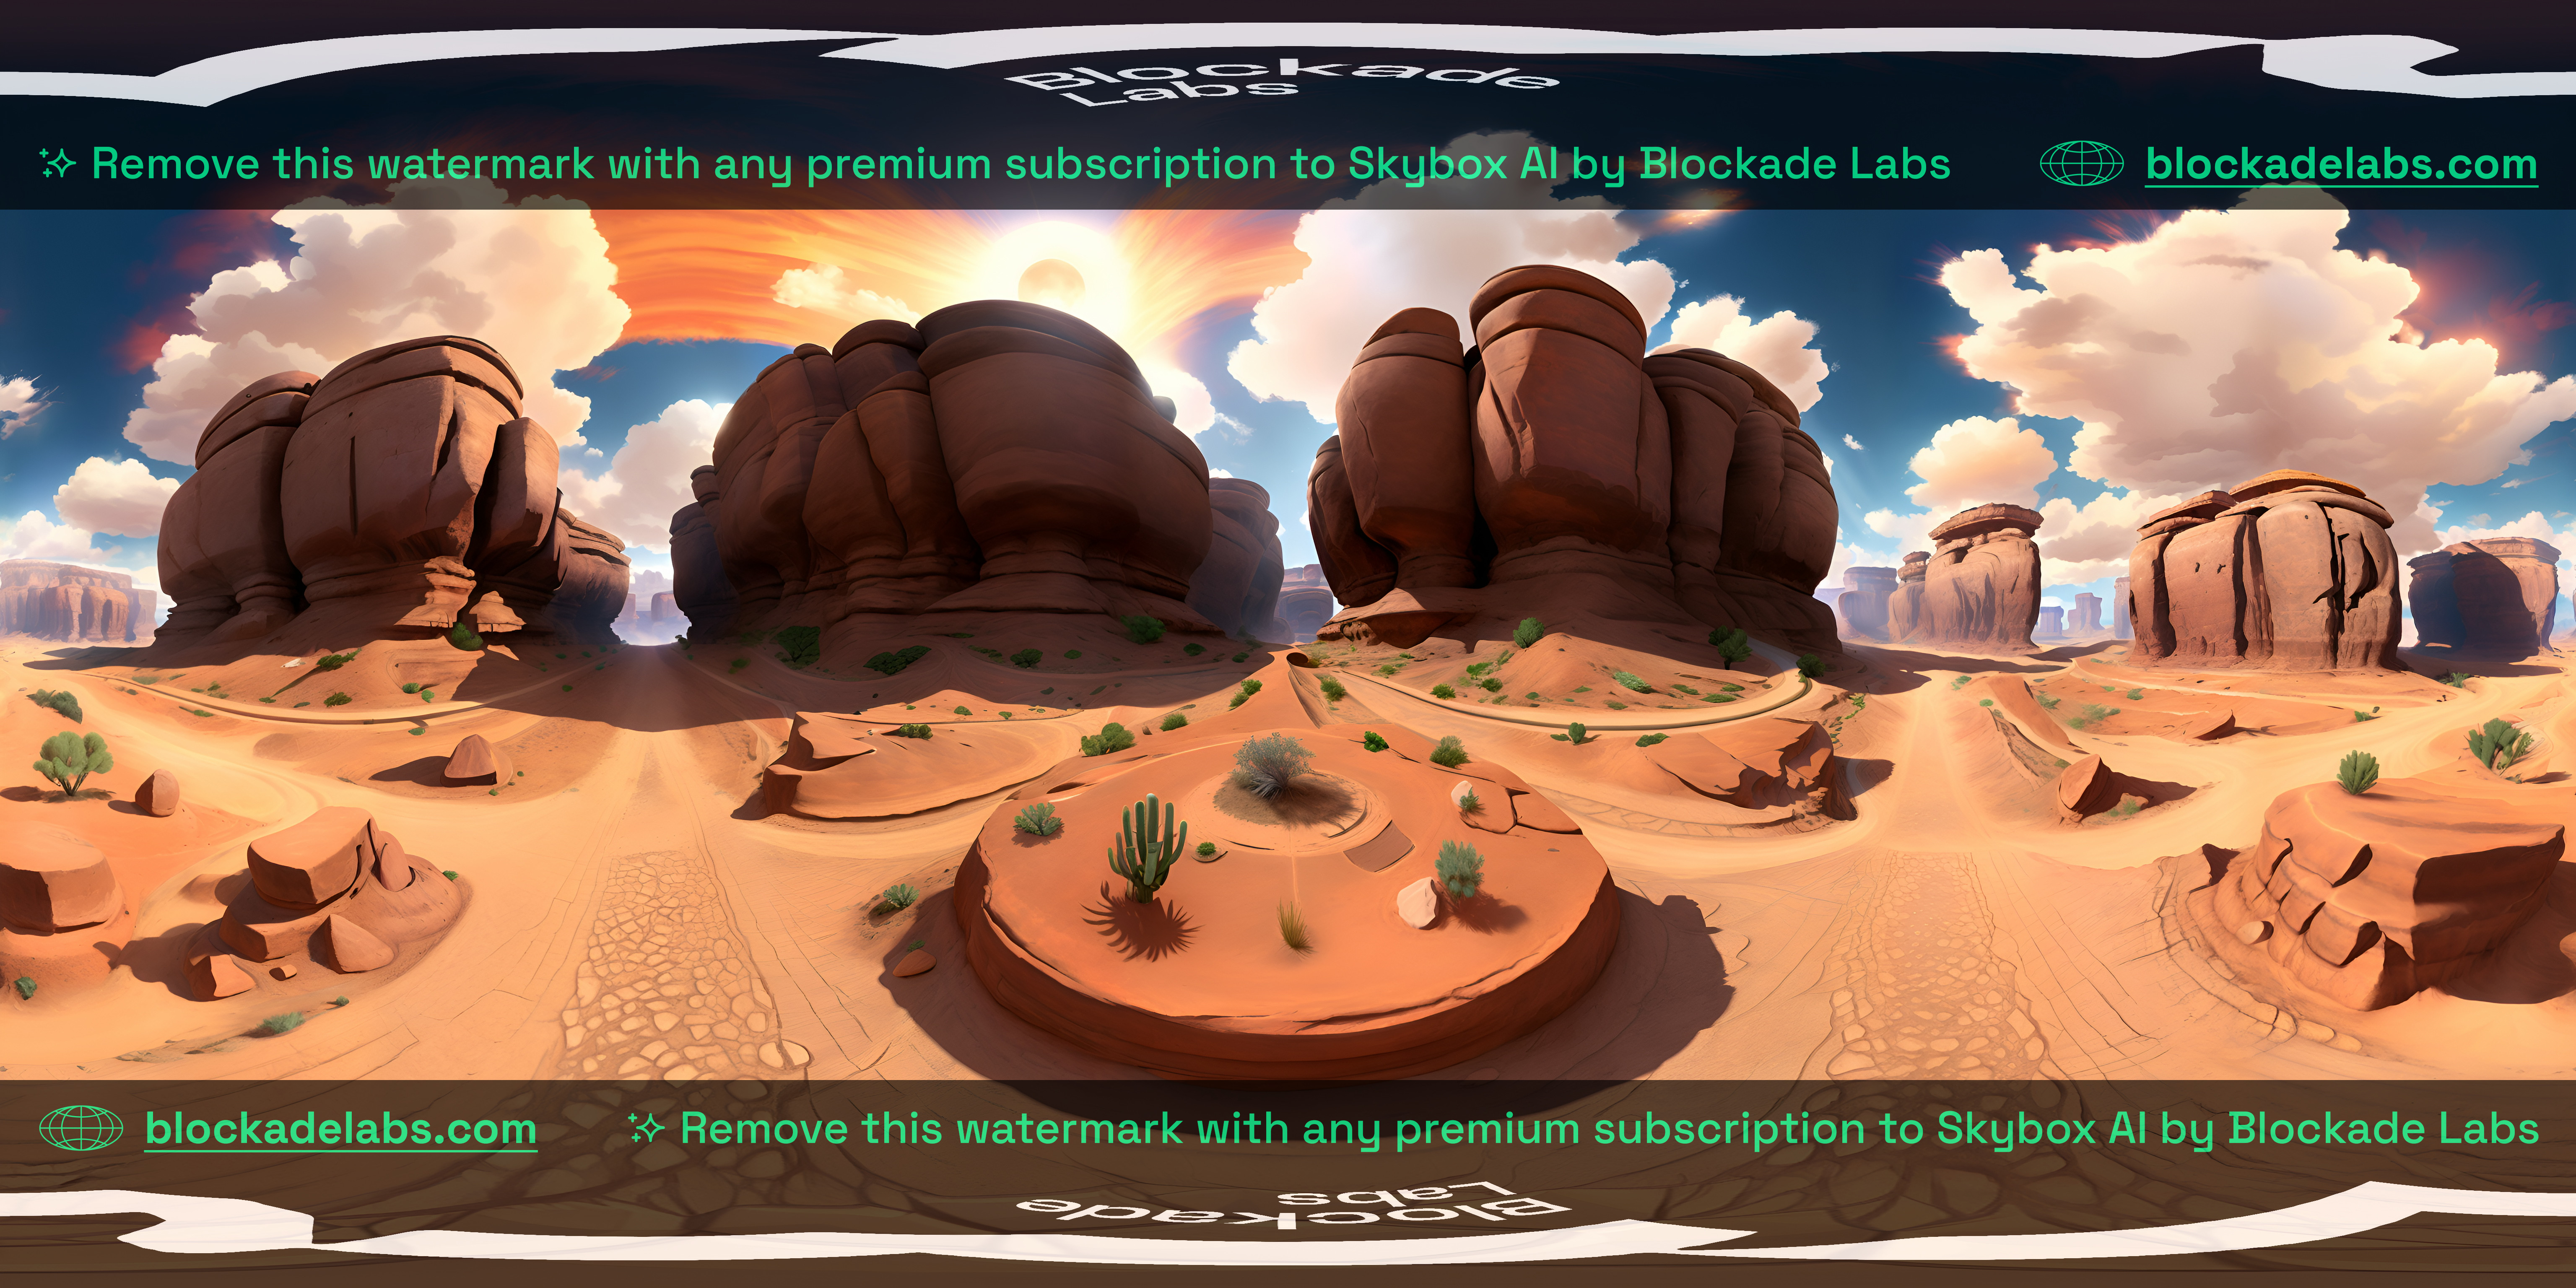 Blockade
Labs
Remove this watermark with any premium subscription to Skybox AI by Blockade Labs
blockadelabs.com
blockadelabs.com
Remove this watermark with any premium subscription to Skybox AI by Blockade Labs
Labs
Blockade